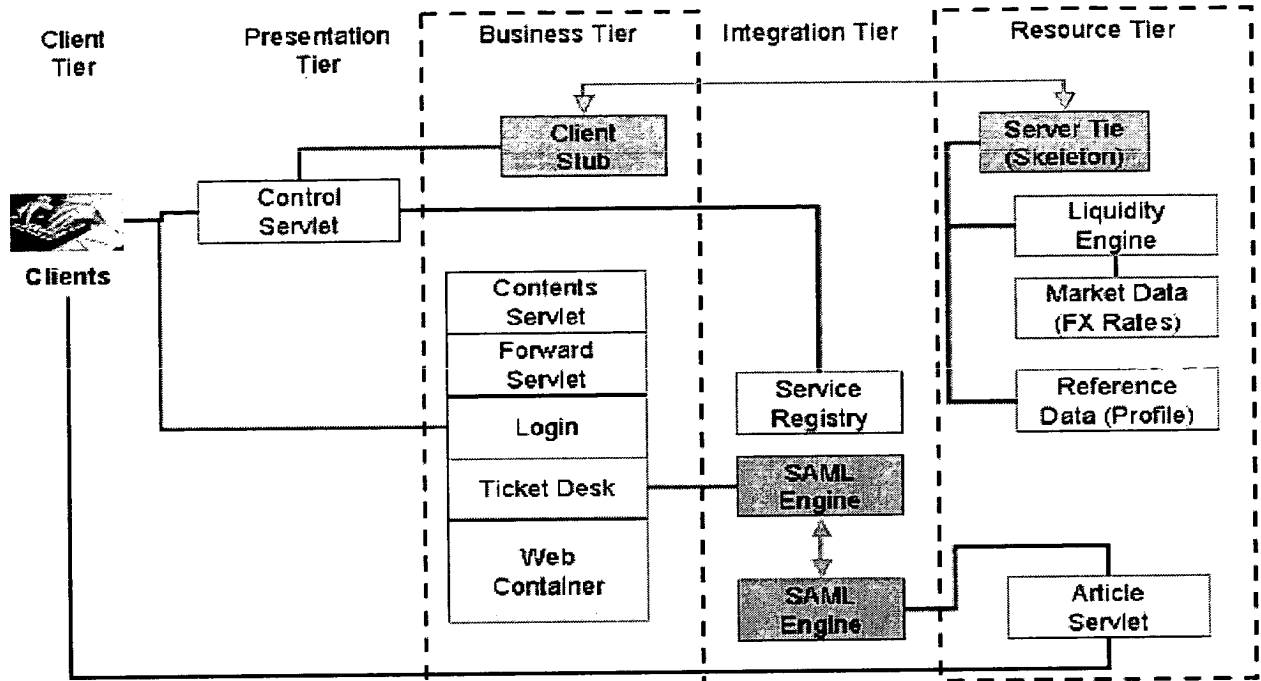 Client
Tier
Presentation
Tier
Business Tier
Integration Tier
Resource Tier
Client
Stub
Server Tie
(Skeleton)
Control
Servlet
Clients
Liquidity
Engine
Market Data
(FX Rates)
Contents
Servlet
Forward
Servlet
Login
Ticket Desk
Web
Container
Service
Registry
Reference
Data (Profile)
SAML
Engine
SAML
Engine
Article
Servlet